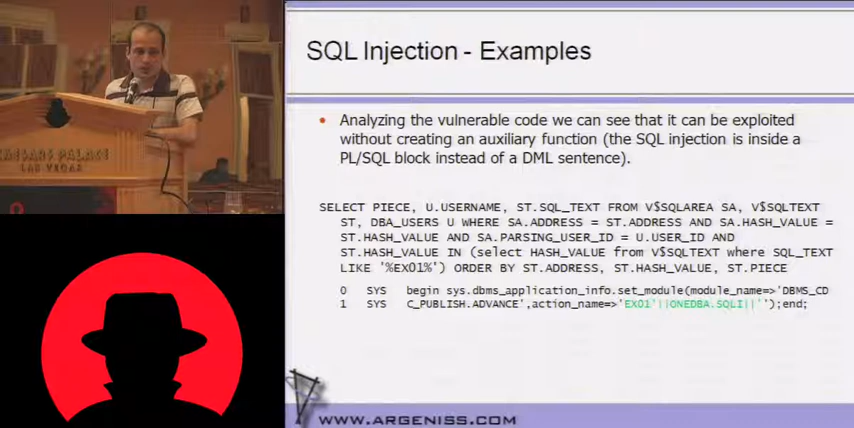 SQL Injection - Examples
• Analyzing the vulnerable code we can see that it can be exploited
without creating an auxiliary function (the SQL injection is inside a
PL/SQL block instead of a DML sentence).
SELECT PIECE, U.USERNAME, ST.SQL_TEXT FROM V$SQLAREA SA, V$SQLTEXT
ST, DBA_USERS U WHERE SA.ADDRESS = ST.ADDRESS AND SA.HASH_VALUE =
ST.HASH_VALUE AND SA.PARSING_USER_ID = U.USER_ID AND
ST.HASH_VALUE IN (select HASH_VALUE from V$SQLTEXT where SQL_TEXT
LIKE '%EX01%') ORDER BY ST.ADDRESS, ST.HASH_VALUE, ST.PIECE
0 SYS begin sys.dbms_application_info.set_module(module_name=>'DBMS_CD
1 SYS C_PUBLISH.ADVANCE',action_name=>'EX01'||ONEDBA.SQLI||'');end;
CAESARS PALACE
LAS VEGAS
WWW.ARGENISS.COM